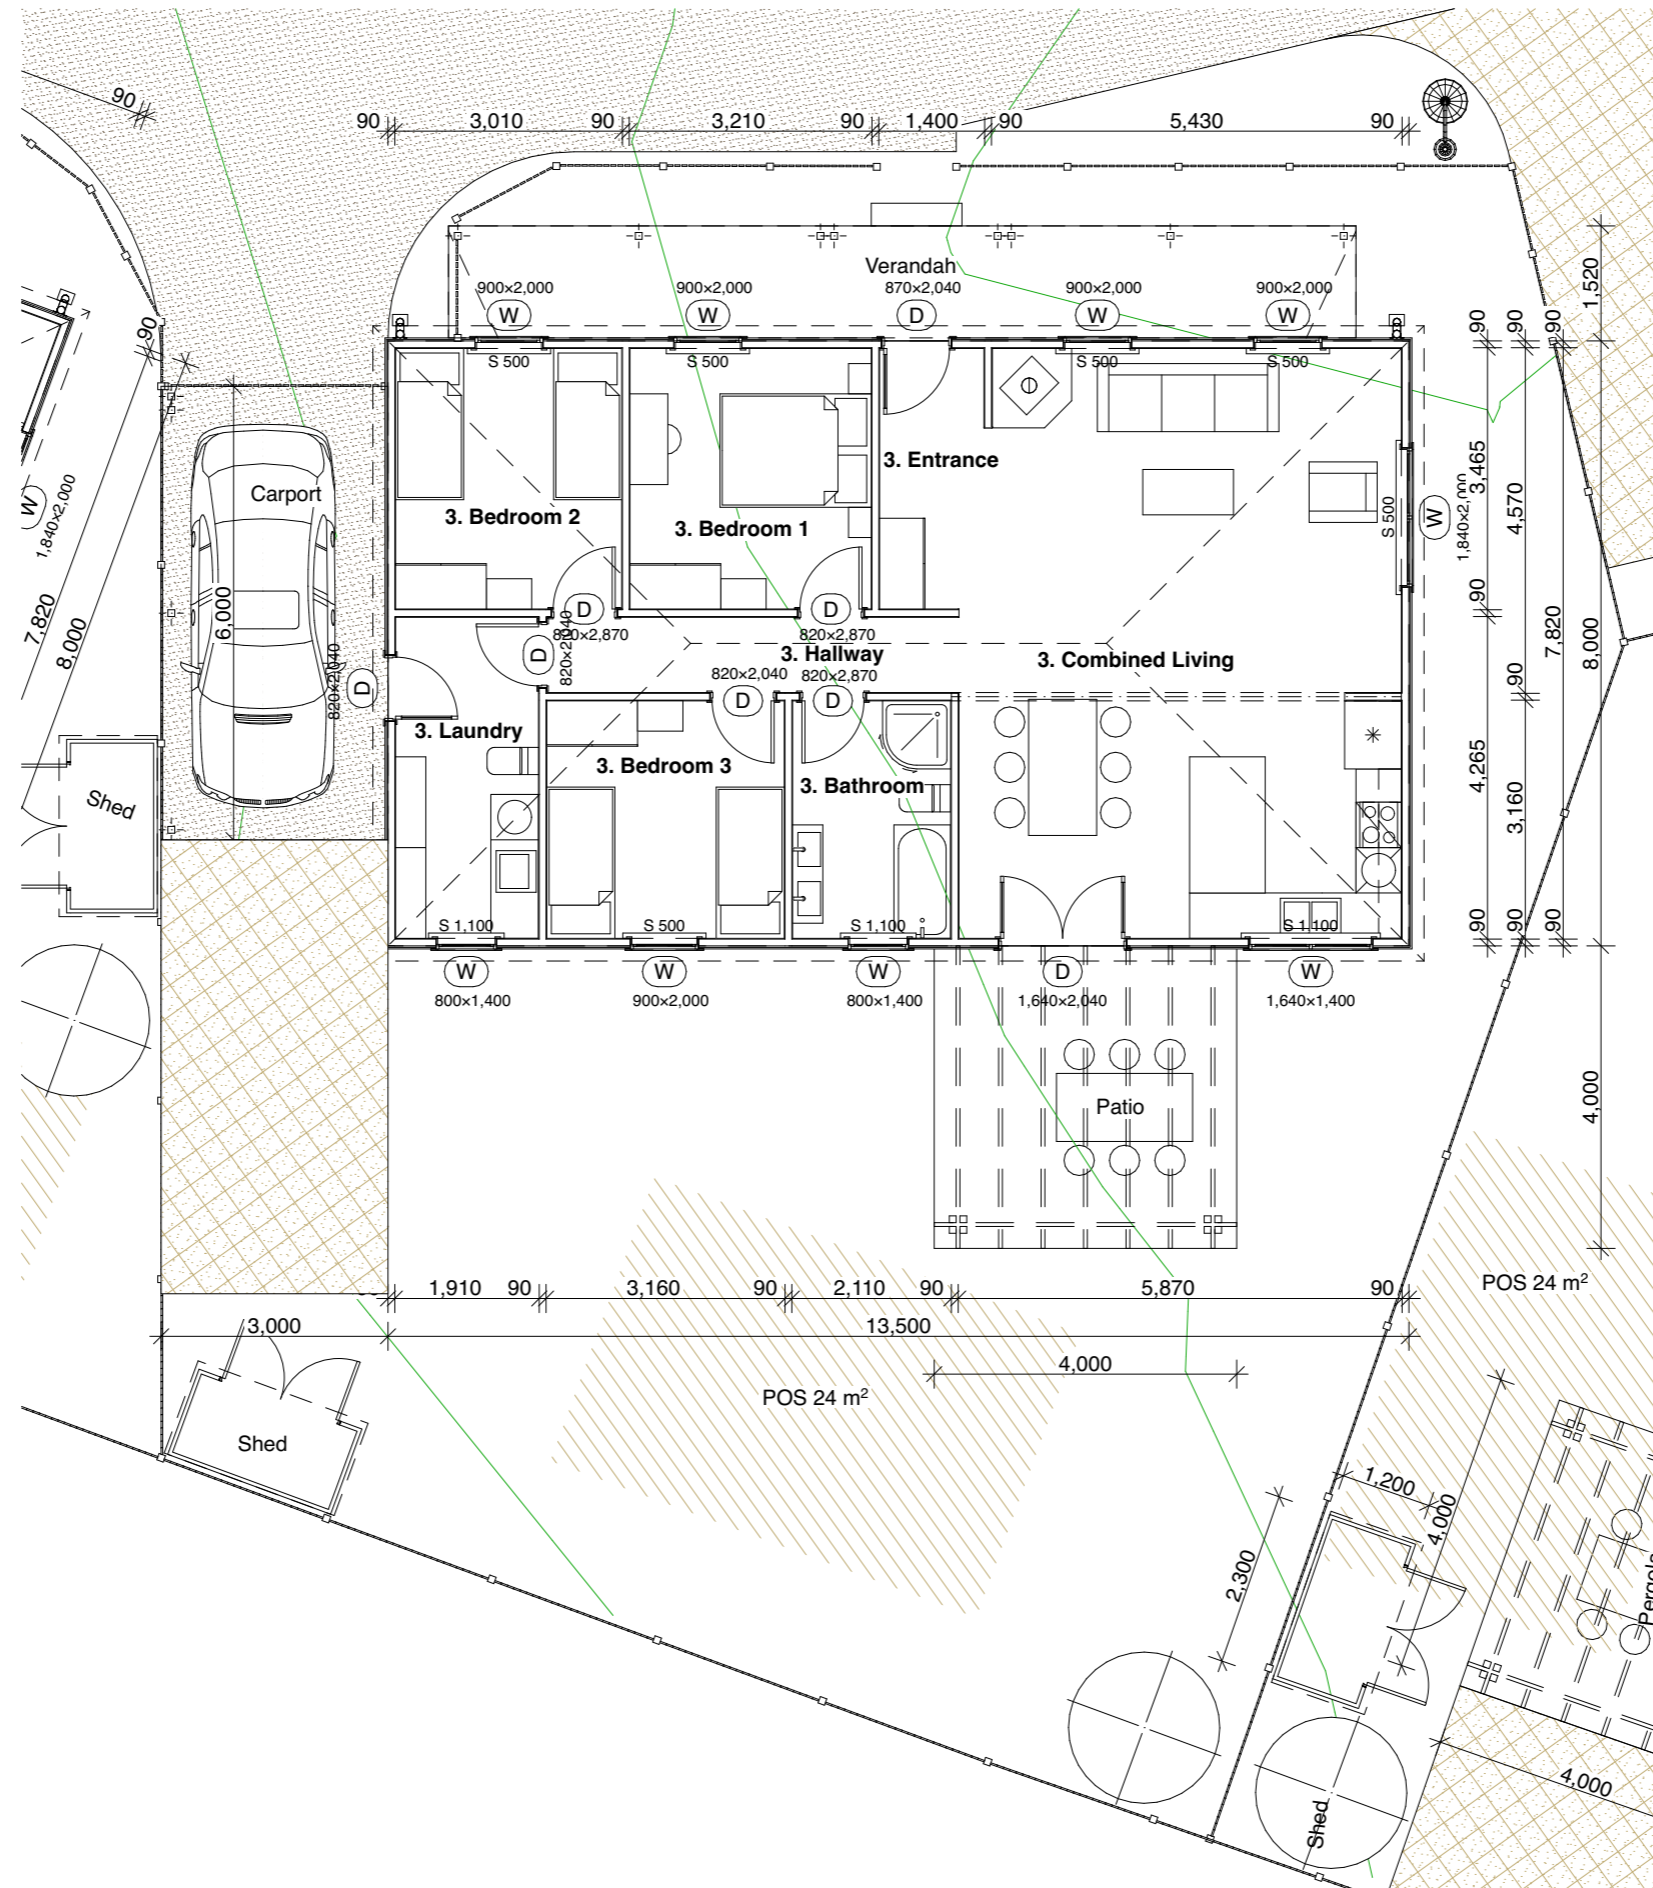 90
90 3,010 90 3,210 90 1,400 90 5,430 90
Verandah
900×2,000 900×2,000 870×2,040 900×2,000 900×2,000
W W D W W
S 500 S 500 S 500 S 500
1,520
90 90 90
90
W
1,840×2,000
7,820
8,000
Carport
6,000
3. Entrance
3. Bedroom 2
3. Bedroom 1
S 500
W
1,840×2,000
3,465
4,570
90
7,820
8,000
D D
820×2,870 820×2,870
D
820×2,040
3. Hallway
3. Combined Living
820×2,040 820×2,870
D D
D
820×2,040
90
3. Laundry
3. Bedroom 3
3. Bathroom
4,265
3,160
Shed
S 1,100 S 500 S 1,100 S 1,100
90 90 90
W W W D W
800×1,400 900×2,000 800×1,400 1,640×2,040 1,640×1,400
Patio
4,000
POS 24 m²
1,910 90 3,160 90 2,110 90 5,870 90
3,000 13,500
4,000
POS 24 m²
Shed
1,200
4,000
2,300
Pergola
4,000
Shed